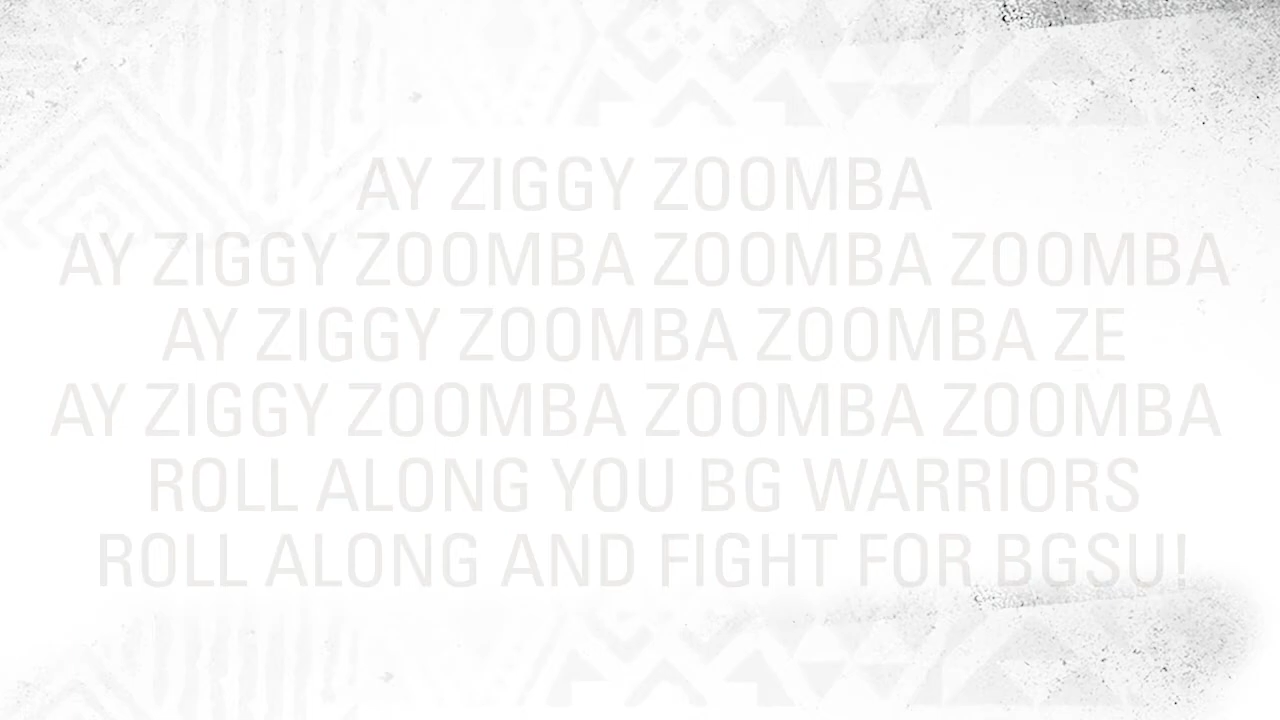 AY ZIGGY ZOOMBA
AY ZIGGY ZOOMBA ZOOMBA ZOOMBA
AY ZIGGY ZOOMBA ZOOMBA ZE
AY ZIGGY ZOOMBA ZOOMBA ZOOMBA
ROLL ALONG YOU BG WARRIORS
ROLL ALONG AND FIGHT FOR BGSU!